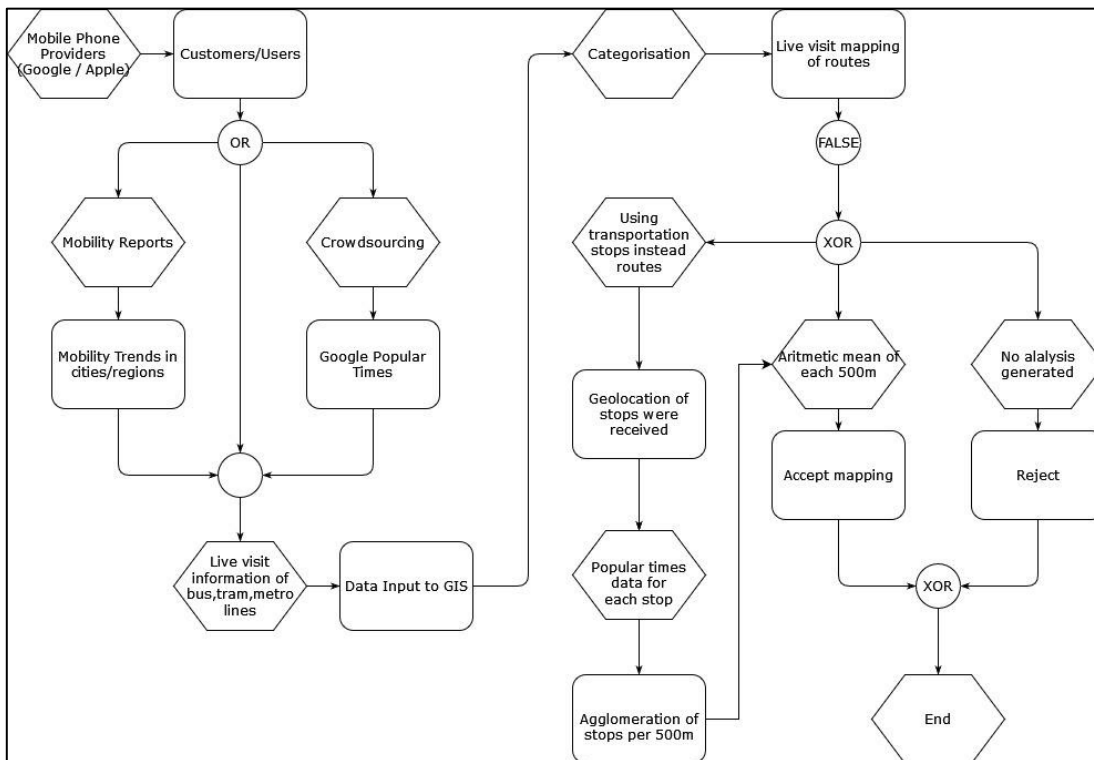 Mobile Phone
Providers
(Google / Apple)
Customers/Users
OR
Mobility Reports
Crowdsourcing
Mobility Trends in
cities/regions
Google Popular
Times
Live visit
information of
bus,tram,metro
lines
Data Input to GIS
Categorisation
Live visit mapping
of routes
FALSE
XOR
Using
transportation
stops instead
routes
Aritmetic mean of
each 500m
No alalysis
generated
Geolocation of
stops were
received
Accept mapping
Reject
Popular times
data for
each stop
XOR
Agglomeration of
stops per 500m
End